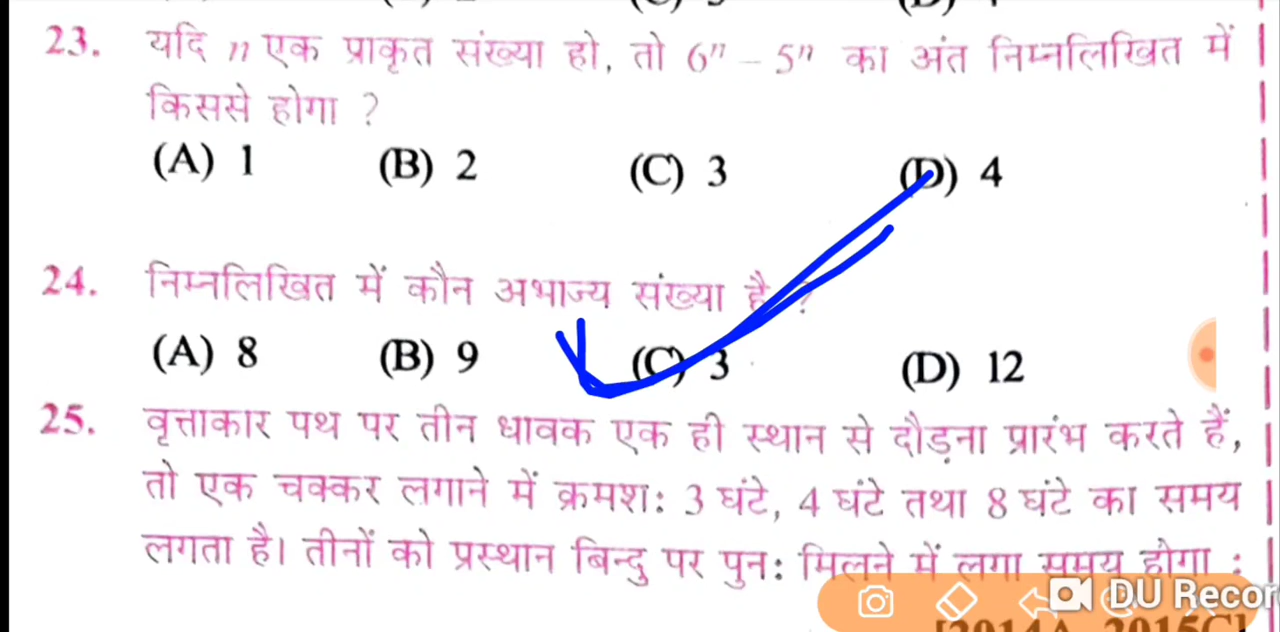 23. यदि n एक प्राकृत संख्या हो, तो 6ⁿ – 5ⁿ का अंत निम्नलिखित में
किससे होगा ?
(A) 1 (B) 2 (C) 3 (D) 4
24. निम्नलिखित में कौन अभाज्य संख्या है ?
(A) 8 (B) 9 (C) 3 (D) 12
25. वृत्ताकार पथ पर तीन धावक एक ही स्थान से दौड़ना प्रारंभ करते हैं,
तो एक चक्कर लगाने में क्रमशः 3 घंटे, 4 घंटे तथा 8 घंटे का समय
लगता है। तीनों को प्रस्थान बिन्दु पर पुनः मिलने में लगा समय होगा :
DU Recor